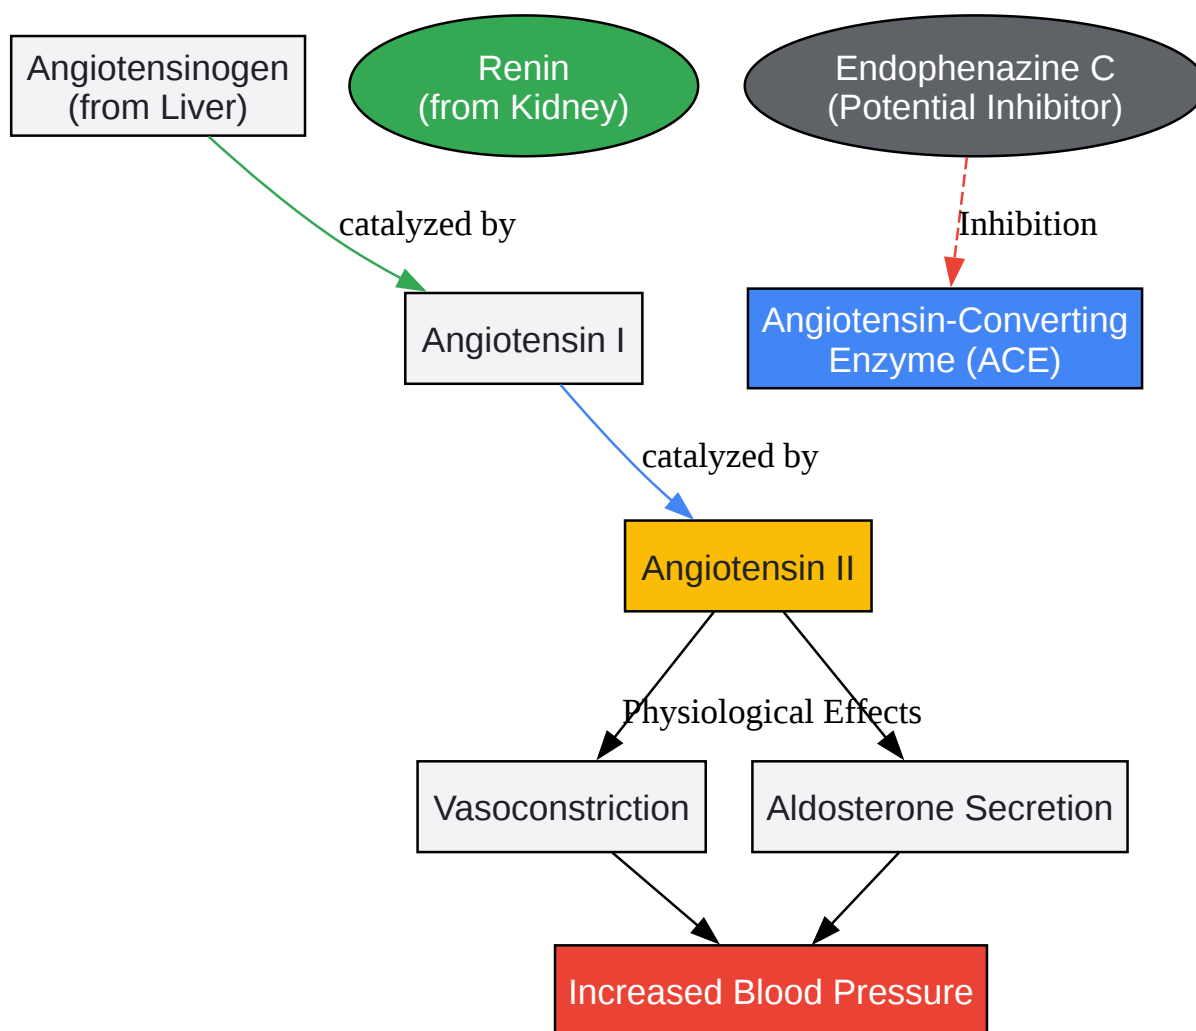 Angiotensinogen
(from Liver)
Renin
(from Kidney)
Endophenazine C
(Potential Inhibitor)
catalyzed by
Inhibition
Angiotensin I
Angiotensin-Converting
Enzyme (ACE)
catalyzed by
Angiotensin II
Physiological Effects
Vasoconstriction
Aldosterone Secretion
Increased Blood Pressure